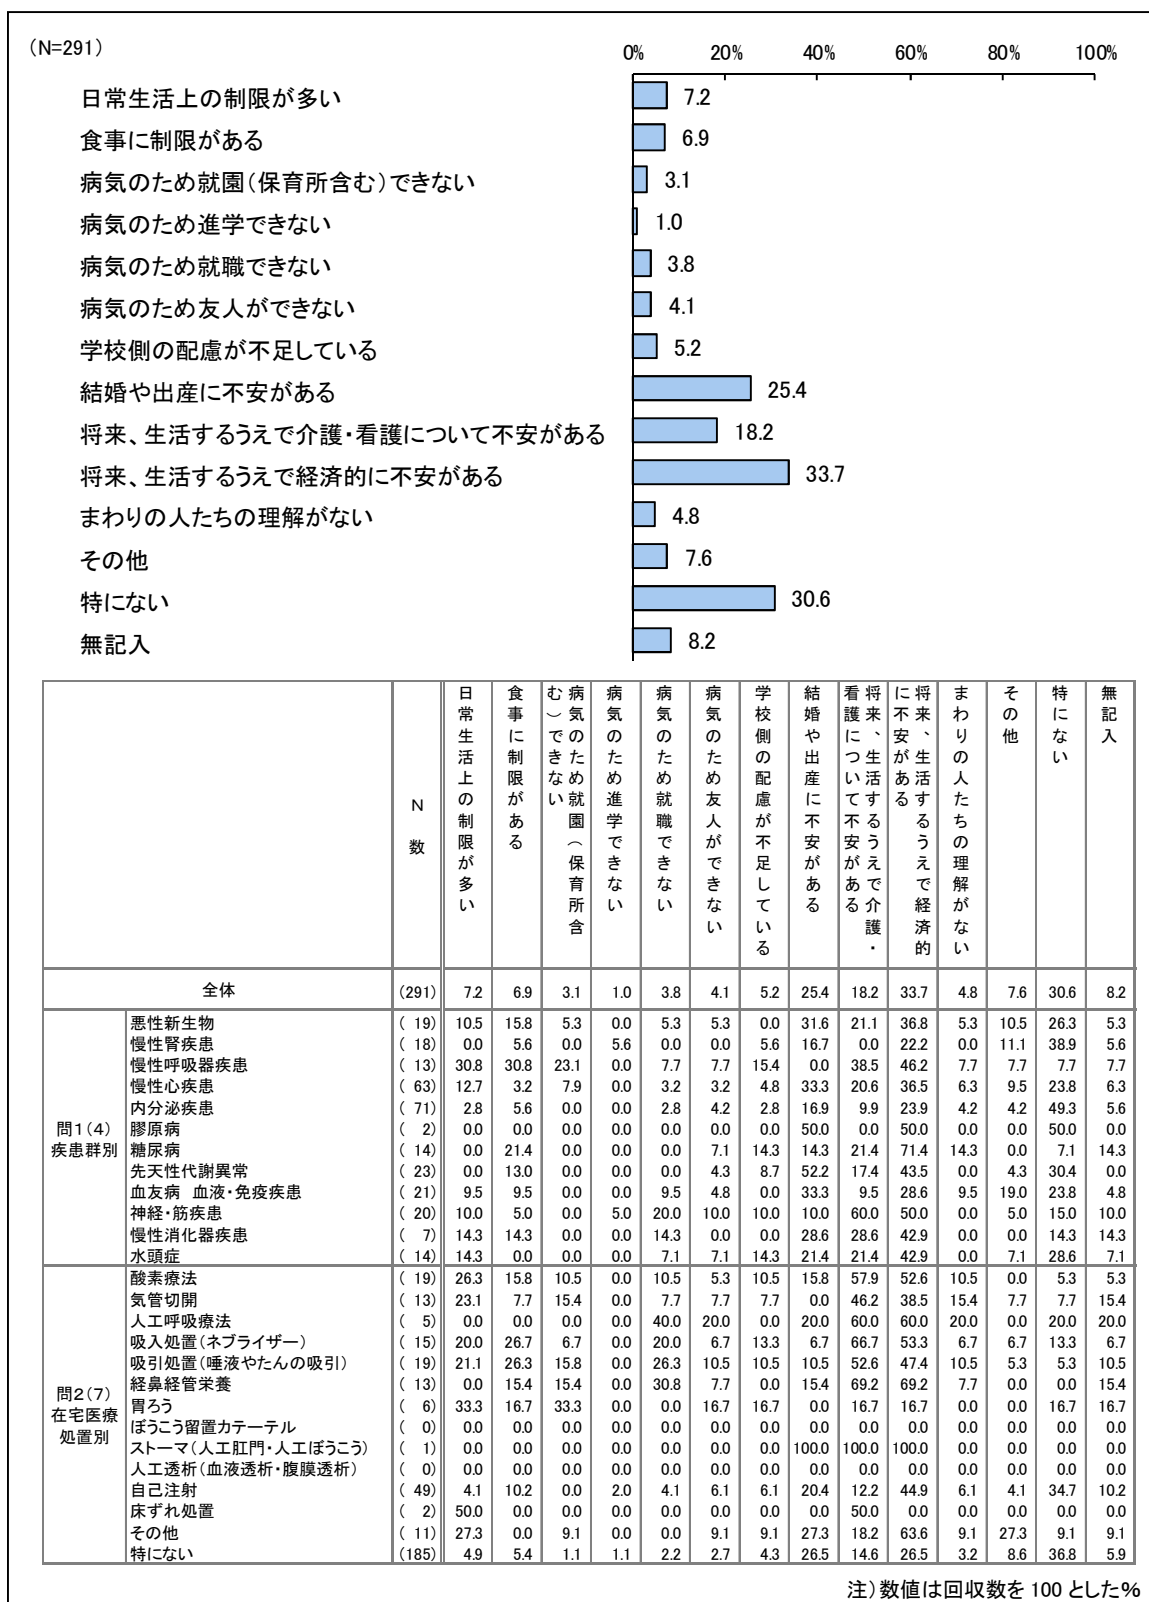 (N=291)
0% 20% 40% 60% 80% 100%
日常生活上の制限が多い 7.2
食事に制限がある 6.9
病気のため就園(保育所含む)できない 3.1
病気のため進学できない 1.0
病気のため就職できない 3.8
病気のため友人ができない 4.1
学校側の配慮が不足している 5.2
結婚や出産に不安がある 25.4
将来、生活するうえで介護・看護について不安がある 18.2
将来、生活するうえで経済的に不安がある 33.7
まわりの人たちの理解がない 4.8
その他 7.6
特にない 30.6
無記入 8.2
N数
日常生活上の制限が多い
食事に制限がある
病気のため就園(保育所含
む)できない
病気のため進学できない
病気のため就職できない
病気のため友人ができない
学校側の配慮が不足している
結婚や出産に不安がある
将来、生活するうえで介護・
看護について不安がある
将来、生活するうえで経済的
に不安がある
まわりの人たちの理解がない
その他
特にない
無記入
全体 (291) 7.2 6.9 3.1 1.0 3.8 4.1 5.2 25.4 18.2 33.7 4.8 7.6 30.6 8.2
問1(4)
疾患群別
悪性新生物 ( 19) 10.5 15.8 5.3 0.0 5.3 5.3 0.0 31.6 21.1 36.8 5.3 10.5 26.3 5.3
慢性腎疾患 ( 18) 0.0 5.6 0.0 5.6 0.0 0.0 5.6 16.7 0.0 22.2 0.0 11.1 38.9 5.6
慢性呼吸器疾患 ( 13) 30.8 30.8 23.1 0.0 7.7 7.7 15.4 0.0 38.5 46.2 7.7 7.7 7.7 7.7
慢性心疾患 ( 63) 12.7 3.2 7.9 0.0 3.2 3.2 4.8 33.3 20.6 36.5 6.3 9.5 23.8 6.3
内分泌疾患 ( 71) 2.8 5.6 0.0 0.0 2.8 4.2 2.8 16.9 9.9 23.9 4.2 4.2 49.3 5.6
膠原病 ( 2) 0.0 0.0 0.0 0.0 0.0 0.0 0.0 50.0 0.0 50.0 0.0 0.0 50.0 0.0
糖尿病 ( 14) 0.0 21.4 0.0 0.0 0.0 7.1 14.3 14.3 21.4 71.4 14.3 0.0 7.1 14.3
先天性代謝異常 ( 23) 0.0 13.0 0.0 0.0 0.0 4.3 8.7 52.2 17.4 43.5 0.0 4.3 30.4 0.0
血友病 血液・免疫疾患 ( 21) 9.5 9.5 0.0 0.0 9.5 4.8 0.0 33.3 9.5 28.6 9.5 19.0 23.8 4.8
神経・筋疾患 ( 20) 10.0 5.0 0.0 5.0 20.0 10.0 10.0 10.0 60.0 50.0 0.0 5.0 15.0 10.0
慢性消化器疾患 ( 7) 14.3 14.3 0.0 0.0 14.3 0.0 0.0 28.6 28.6 42.9 0.0 0.0 14.3 14.3
水頭症 ( 14) 14.3 0.0 0.0 0.0 7.1 7.1 14.3 21.4 21.4 42.9 0.0 7.1 28.6 7.1
問2(7)
在宅医療
処置別
酸素療法 ( 19) 26.3 15.8 10.5 0.0 10.5 5.3 10.5 15.8 57.9 52.6 10.5 0.0 5.3 5.3
気管切開 ( 13) 23.1 7.7 15.4 0.0 7.7 7.7 7.7 0.0 46.2 38.5 15.4 7.7 7.7 15.4
人工呼吸療法 ( 5) 0.0 0.0 0.0 0.0 40.0 20.0 0.0 20.0 60.0 60.0 20.0 0.0 20.0 20.0
吸入処置(ネブライザー) ( 15) 20.0 26.7 6.7 0.0 20.0 6.7 13.3 6.7 66.7 53.3 6.7 6.7 13.3 6.7
吸引処置(唾液やたんの吸引) ( 19) 21.1 26.3 15.8 0.0 26.3 10.5 10.5 10.5 52.6 47.4 10.5 5.3 5.3 10.5
経鼻経管栄養 ( 13) 0.0 15.4 15.4 0.0 30.8 7.7 0.0 15.4 69.2 69.2 7.7 0.0 0.0 15.4
胃ろう ( 6) 33.3 16.7 33.3 0.0 0.0 16.7 16.7 0.0 16.7 16.7 0.0 0.0 16.7 16.7
ぼうこう留置カテーテル ( 0) 0.0 0.0 0.0 0.0 0.0 0.0 0.0 0.0 0.0 0.0 0.0 0.0 0.0 0.0
ストーマ(人工肛門・人工ぼうこう) ( 1) 0.0 0.0 0.0 0.0 0.0 0.0 0.0 100.0 100.0 100.0 0.0 0.0 0.0 0.0
人工透析(血液透析・腹膜透析) ( 0) 0.0 0.0 0.0 0.0 0.0 0.0 0.0 0.0 0.0 0.0 0.0 0.0 0.0 0.0
自己注射 ( 49) 4.1 10.2 0.0 2.0 4.1 6.1 6.1 20.4 12.2 44.9 6.1 4.1 34.7 10.2
床ずれ処置 ( 2) 50.0 0.0 0.0 0.0 0.0 0.0 0.0 0.0 50.0 0.0 0.0 0.0 0.0 0.0
その他 ( 11) 27.3 0.0 9.1 0.0 0.0 9.1 9.1 27.3 18.2 63.6 9.1 27.3 9.1 9.1
特にない (185) 4.9 5.4 1.1 1.1 2.2 2.7 4.3 26.5 14.6 26.5 3.2 8.6 36.8 5.9
注)数値は回収数を 100 とした%